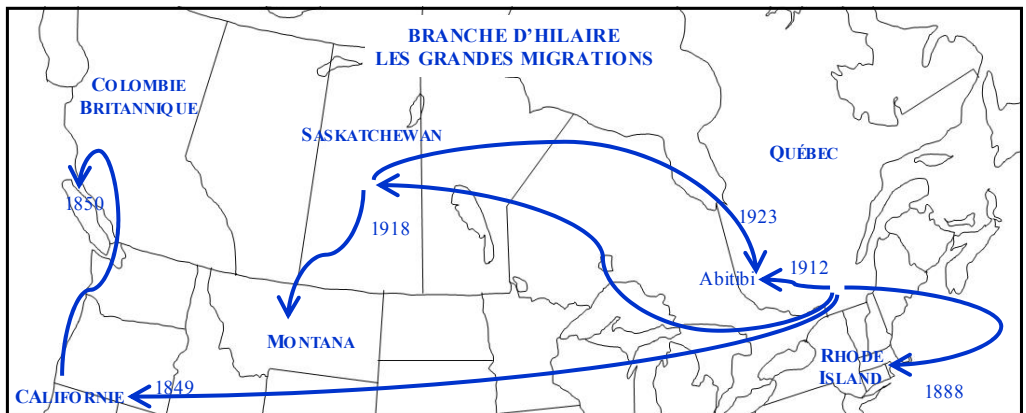 BRANCHE D'HILAIRE
LES GRANDES MIGRATIONS
COLOMBIE
BRITANNIQUE
SASKATCHEWAN
QUÉBEC
1850
1918
1923
Abitibi
1912
MONTANA
RHODE
ISLAND
CALIFORNIE
1849
1888